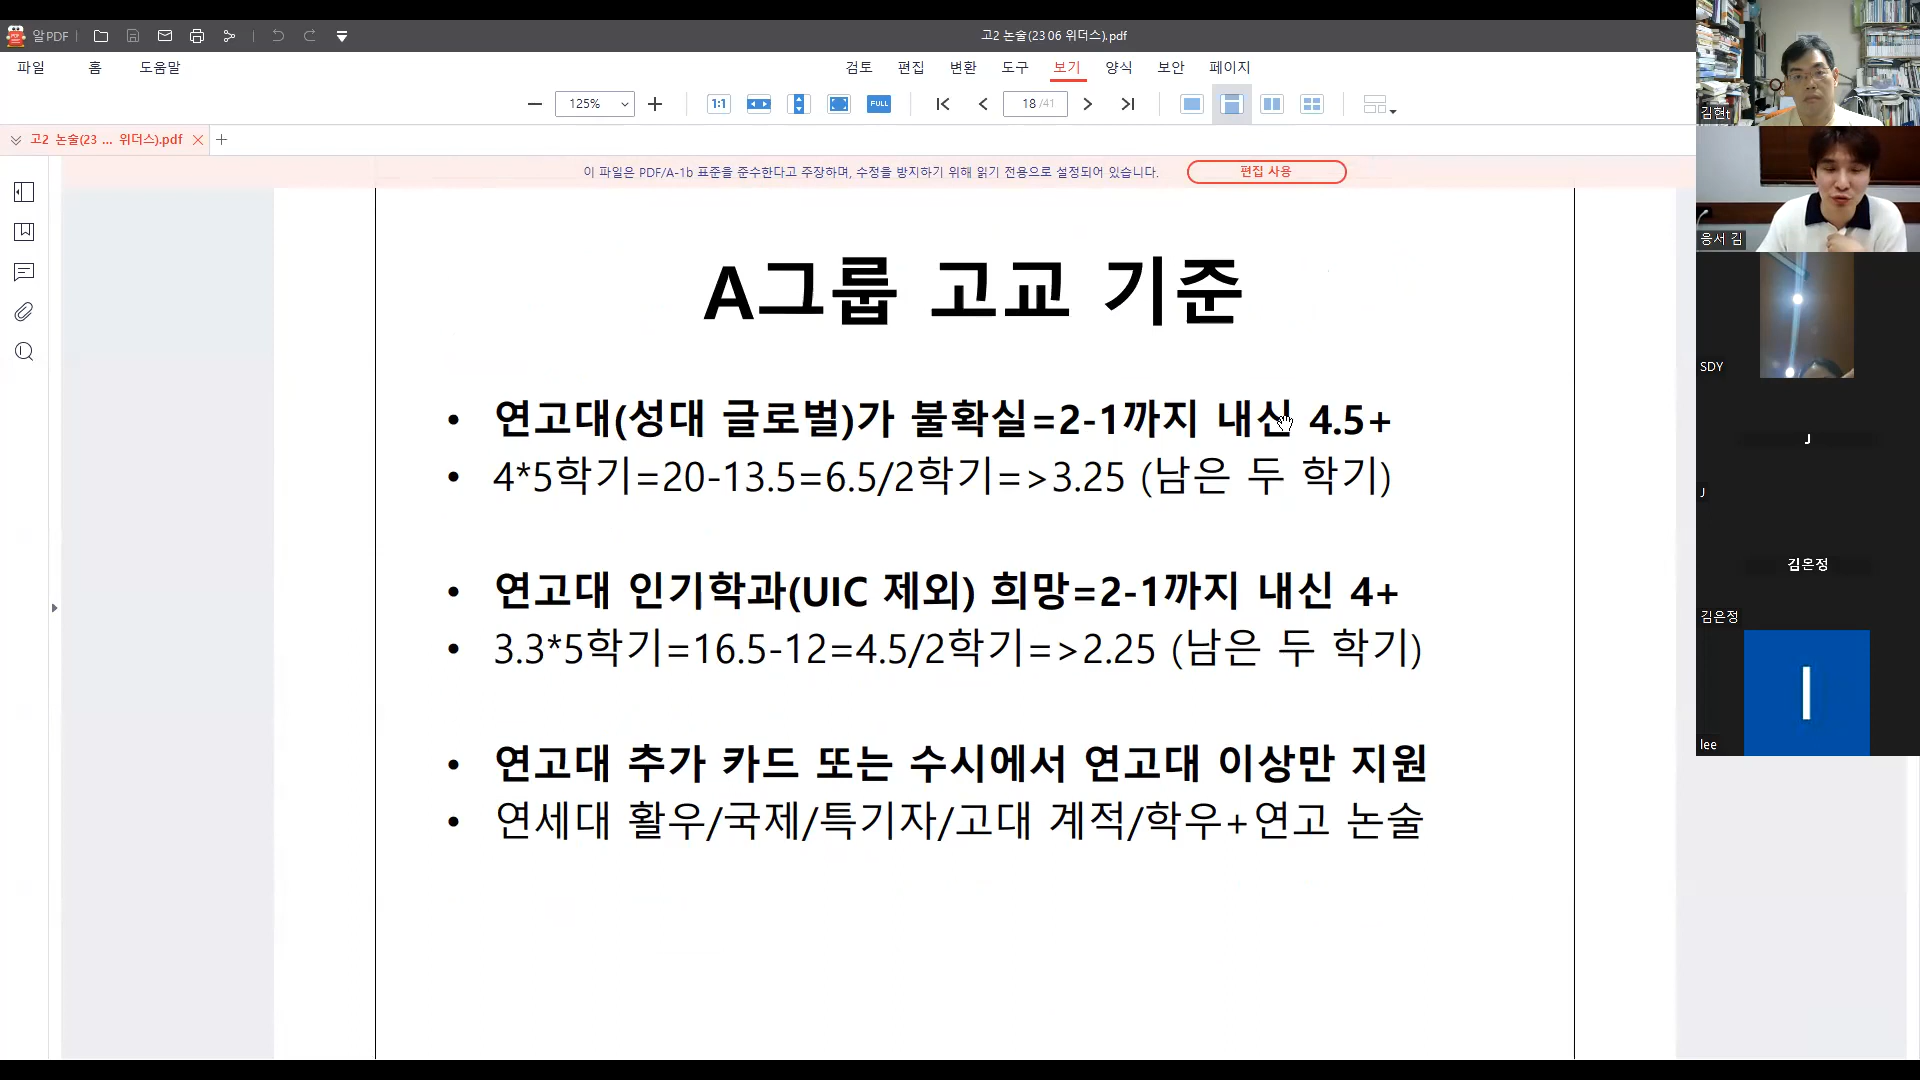 알PDF
고2 논술(23 06 위더스).pdf
파일 홈 도움말 검토 편집 변환 도구 보기 양식 보안 페이지
125% 1:1 FULL 18 /41
고2 논술(23 ... 위더스).pdf
이 파일은 PDF/A-1b 표준을 준수한다고 주장하며, 수정을 방지하기 위해 읽기 전용으로 설정되어 있습니다. 편집 사용
A그룹 고교 기준
• 연고대(성대 글로벌)가 불확실=2-1까지 내신 4.5+
• 4*5학기=20-13.5=6.5/2학기=>3.25 (남은 두 학기)
• 연고대 인기학과(UIC 제외) 희망=2-1까지 내신 4+
• 3.3*5학기=16.5-12=4.5/2학기=>2.25 (남은 두 학기)
• 연고대 추가 카드 또는 수시에서 연고대 이상만 지원
• 연세대 활우/국제/특기자/고대 계적/학우+연고 논술
김현t
웅서 김
SDY
J
J
김은정
김은정
l
lee